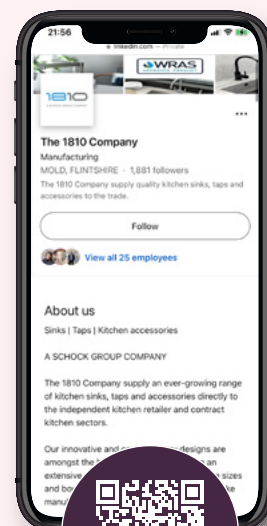 21:56
linkedin.com — Private
WRAS
APPROVED PRODUCT
1810
The 1810 Company
Manufacturing
MOLD, FLINTSHIRE · 1,881 followers
The 1810 Company supply quality kitchen sinks, taps and
accessories to the trade.
Follow
View all 25 employees
About us
Sinks | Taps | Kitchen accessories
A SCHOCK GROUP COMPANY
The 1810 Company supply an ever-growing range
of kitchen sinks, taps and accessories directly to
the independent kitchen retailer and contract
kitchen sectors.
Our innovative and designs are
amongst the an
extensive sizes
and